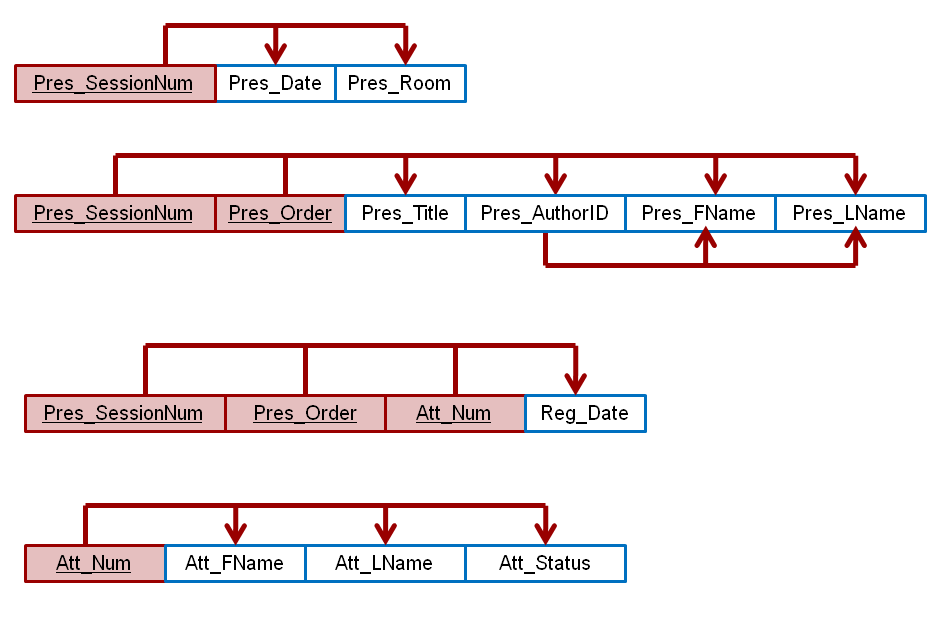 Pres_SessionNum Pres_Date Pres_Room
Pres_SessionNum Pres_Order Pres_Title Pres_AuthorID Pres_FName Pres_LName
Pres_SessionNum Pres_Order Att_Num Reg_Date
Att_Num Att_FName Att_LName Att_Status